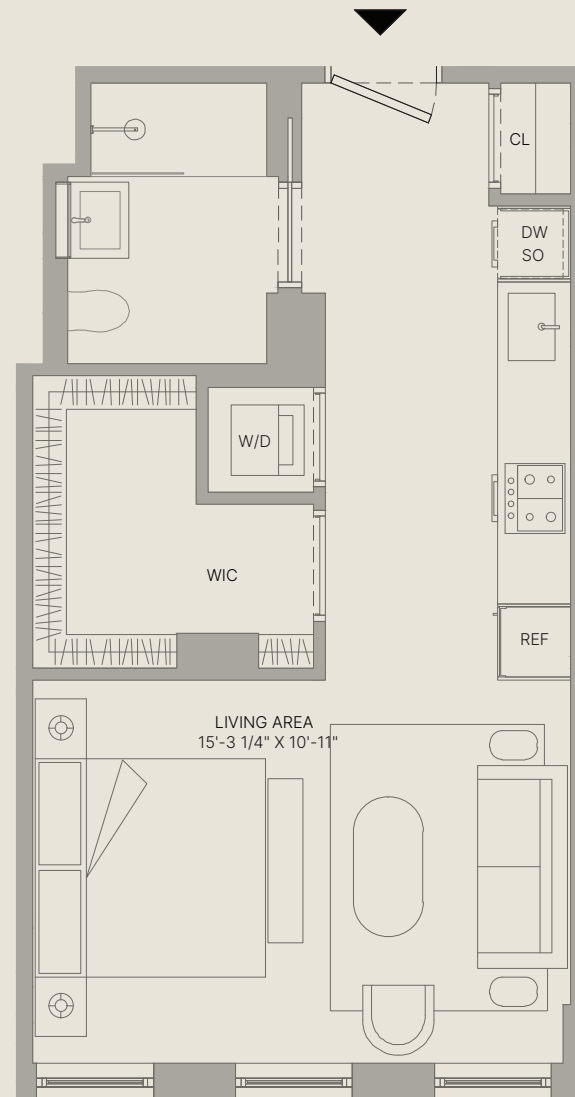 CL
DW
SO
W/D
WIC
REF
LIVING AREA
15'-3 1/4" X 10'-11"